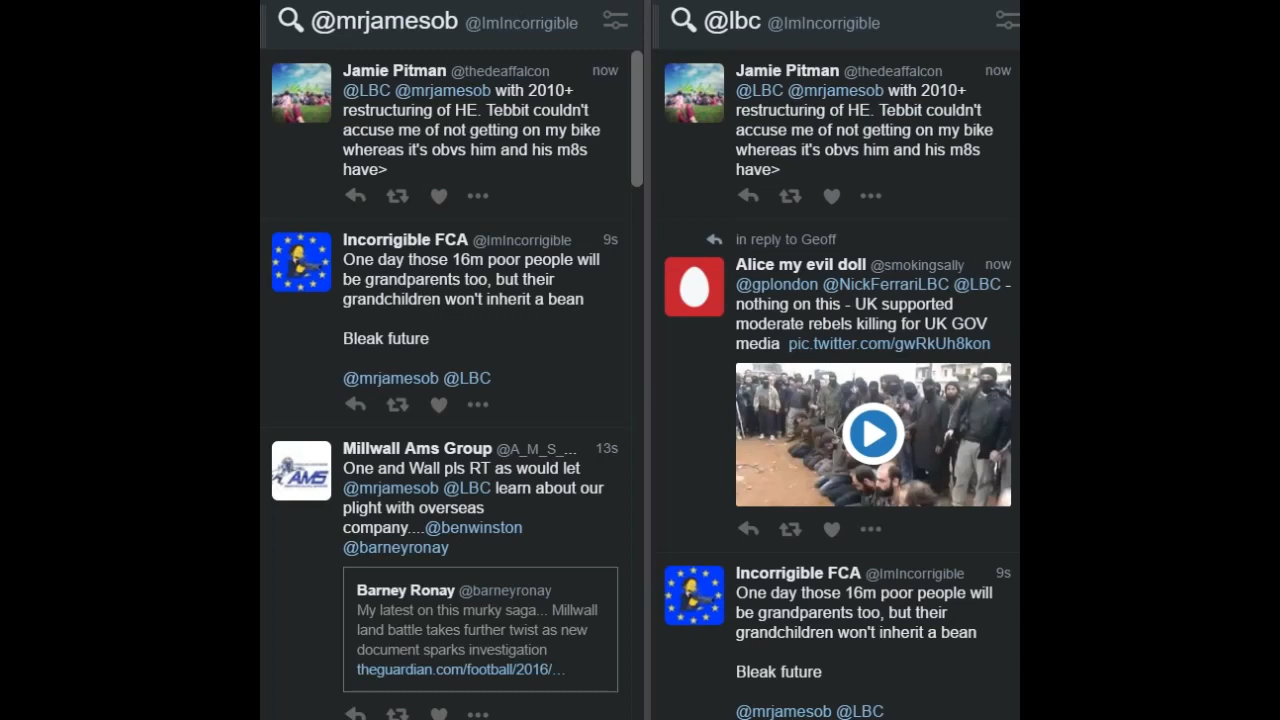 @mrjamesob @ImIncorrigible
Jamie Pitman @thedeaffalcon now
@LBC @mrjamesob with 2010+
restructuring of HE. Tebbit couldn't
accuse me of not getting on my bike
whereas it's obvs him and his m8s
have>
Incorrigible FCA @ImIncorrigible 9s
One day those 16m poor people will
be grandparents too, but their
grandchildren won't inherit a bean
Bleak future
@mrjamesob @LBC
Millwall Ams Group @A_M_S_... 13s
AMS
One and Wall pls RT as would let
@mrjamesob @LBC learn about our
plight with overseas
company....@benwinston
@barneyronay
Barney Ronay @barneyronay
My latest on this murky saga... Millwall
land battle takes further twist as new
document sparks investigation
theguardian.com/football/2016/...
@lbc @ImIncorrigible
Jamie Pitman @thedeaffalcon now
@LBC @mrjamesob with 2010+
restructuring of HE. Tebbit couldn't
accuse me of not getting on my bike
whereas it's obvs him and his m8s
have>
in reply to Geoff
Alice my evil doll @smokingsally now
@gplondon @NickFerrariLBC @LBC -
nothing on this - UK supported
moderate rebels killing for UK GOV
media pic.twitter.com/gwRkUh8kon
Incorrigible FCA @ImIncorrigible 9s
One day those 16m poor people will
be grandparents too, but their
grandchildren won't inherit a bean
Bleak future
@mrjamesob @LBC